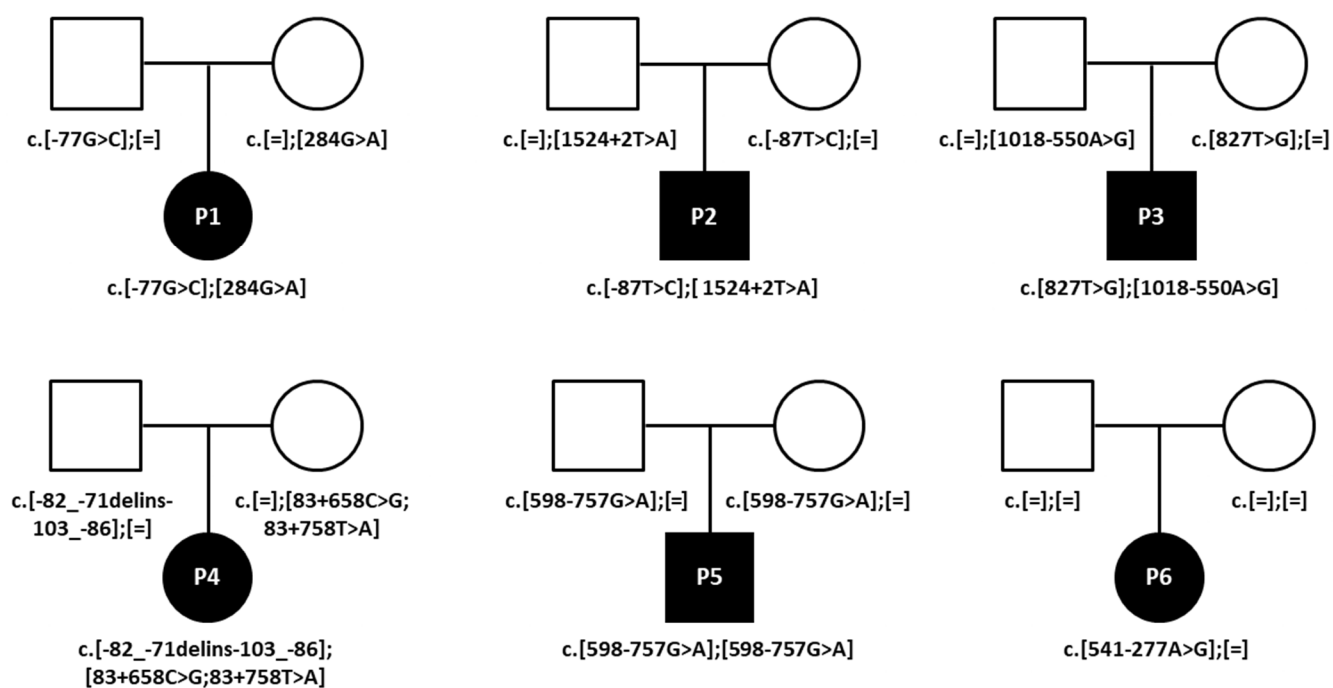 c.[-77G>C];[=]
c.[=];[284G>A]
P1
c.[-77G>C];[284G>A]
c.[=];[1524+2T>A]
c.[-87T>C];[=]
P2
c.[-87T>C];[ 1524+2T>A]
c.[=];[1018-550A>G]
c.[827T>G];[=]
P3
c.[827T>G];[1018-550A>G]
c.[-82_-71delins-
103_-86];[=]
c.[=];[83+658C>G;
83+758T>A]
P4
c.[-82_-71delins-103_-86];
[83+658C>G;83+758T>A]
c.[598-757G>A];[=]
c.[598-757G>A];[=]
P5
c.[598-757G>A];[598-757G>A]
c.[=];[=]
c.[=];[=]
P6
c.[541-277A>G];[=]